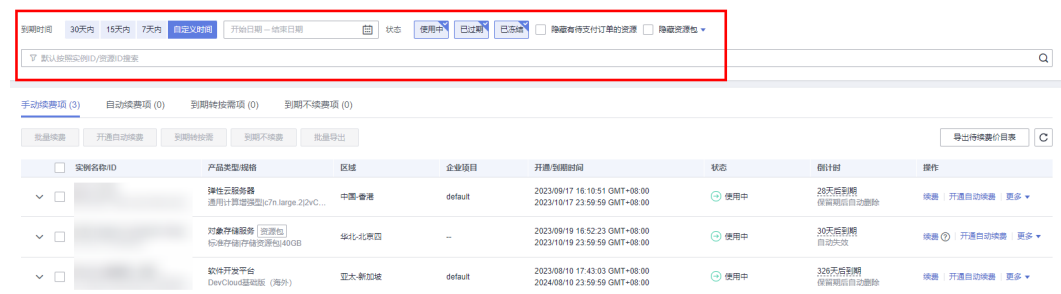 到期时间 30天内 15天内 7天内 自定义时间 开始日期 – 结束日期 状态 使用中 已过期 已冻结 隐藏有待支付订单的资源 隐藏资源包
默认按照实例ID/资源ID搜索
手动续费项 (3) 自动续费项 (0) 到期转按需项 (0) 到期不续费项 (0)
批量续费 开通自动续费 到期转按需 到期不续费 批量导出 导出待续费价目表
实例名称/ID 产品类型/规格 区域 企业项目 开通/到期时间 状态 倒计时 操作
弹性云服务器 中国-香港 default 2023/09/17 16:10:51 GMT+08:00 使用中 28天后到期 续费 开通自动续费 更多
通用计算增强型|c7n.large.2|2vC... 2023/10/17 23:59:59 GMT+08:00 保留期后自动删除
对象存储服务 资源包 华北-北京四 -- 2023/09/19 16:52:23 GMT+08:00 使用中 30天后到期 续费 开通自动续费 更多
标准存储|存储资源包|40GB 2023/10/19 23:59:59 GMT+08:00 自动失效
软件开发平台 亚太-新加坡 default 2023/08/10 17:43:03 GMT+08:00 使用中 326天后到期 续费 开通自动续费 更多
DevCloud基础版（海外） 2024/08/10 23:59:59 GMT+08:00 保留期后自动删除